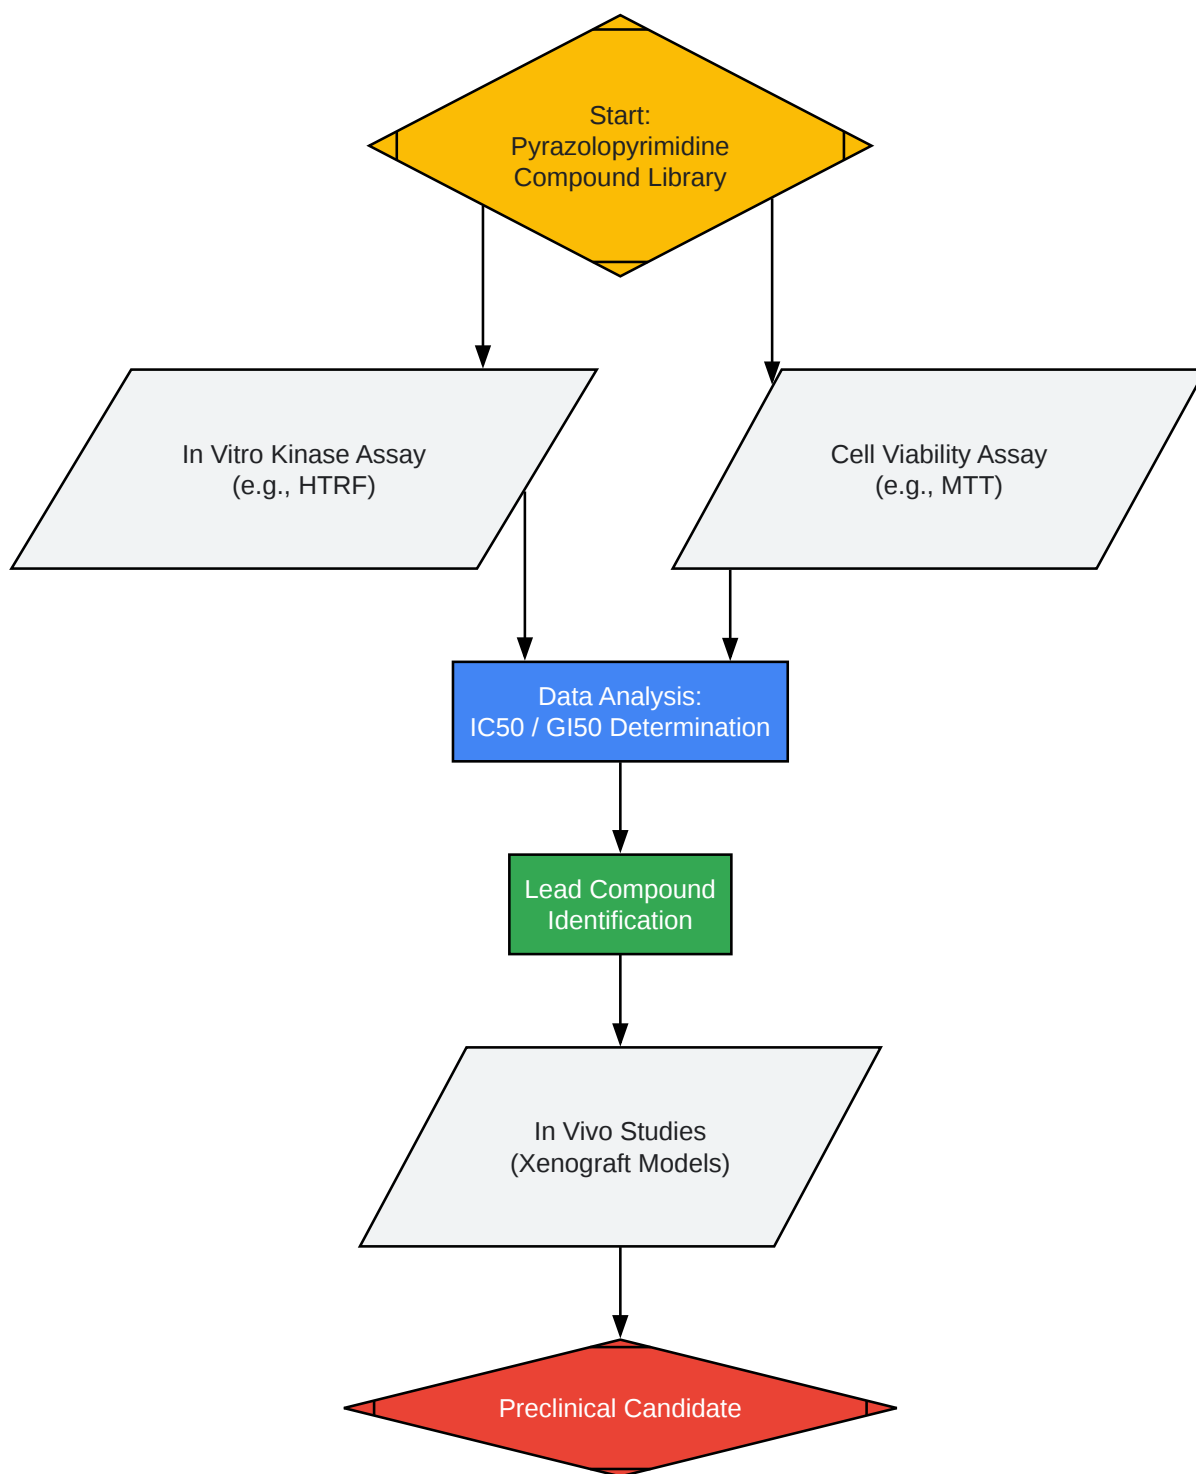 Start:
Pyrazolopyrimidine
Compound Library
In Vitro Kinase Assay
(e.g., HTRF)
Cell Viability Assay
(e.g., MTT)
Data Analysis:
IC50 / GI50 Determination
Lead Compound
Identification
In Vivo Studies
(Xenograft Models)
Preclinical Candidate